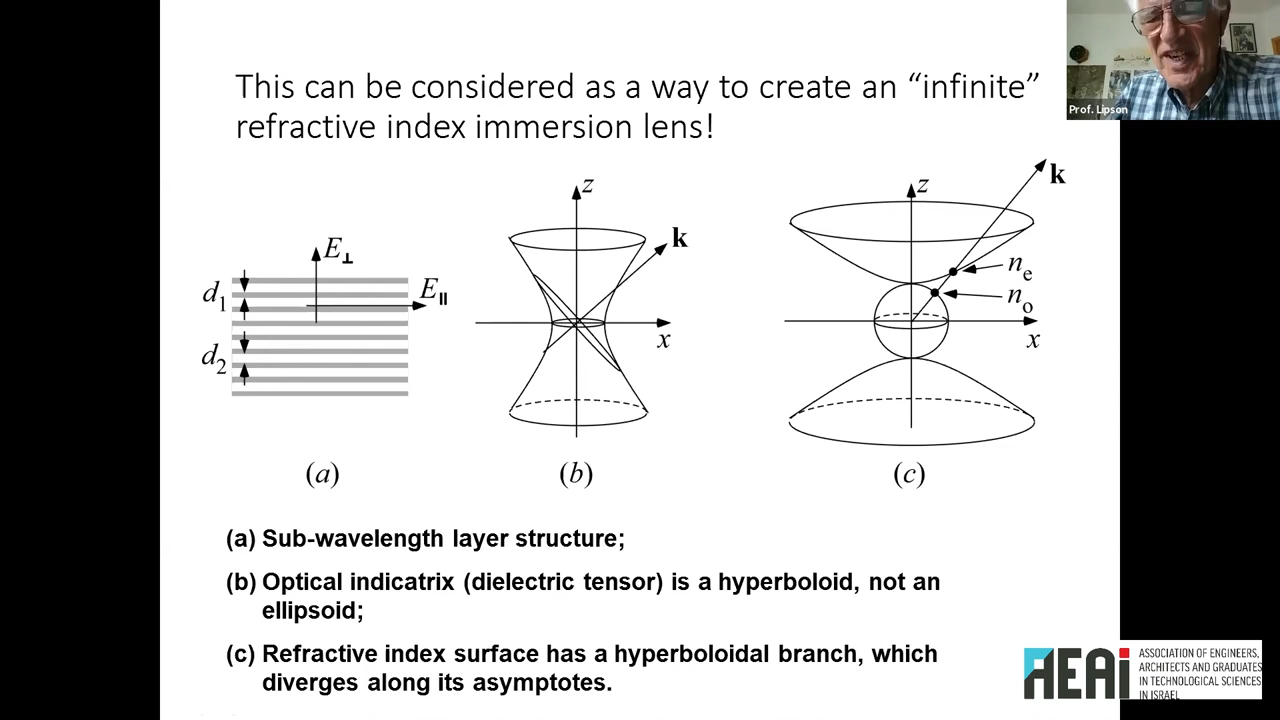 This can be considered as a way to create an “infinite”
refractive index immersion lens!
Prof. Lipson
d1
d2
E⊥
E∥
(a)
z
k
x
(b)
z
k
ne
no
x
(c)
(a) Sub-wavelength layer structure;
(b) Optical indicatrix (dielectric tensor) is a hyperboloid, not an
ellipsoid;
(c) Refractive index surface has a hyperboloidal branch, which
diverges along its asymptotes.
AEAi
ASSOCIATION OF ENGINEERS,
ARCHITECTS AND GRADUATES
IN TECHNOLOGICAL SCIENCES
IN ISRAEL